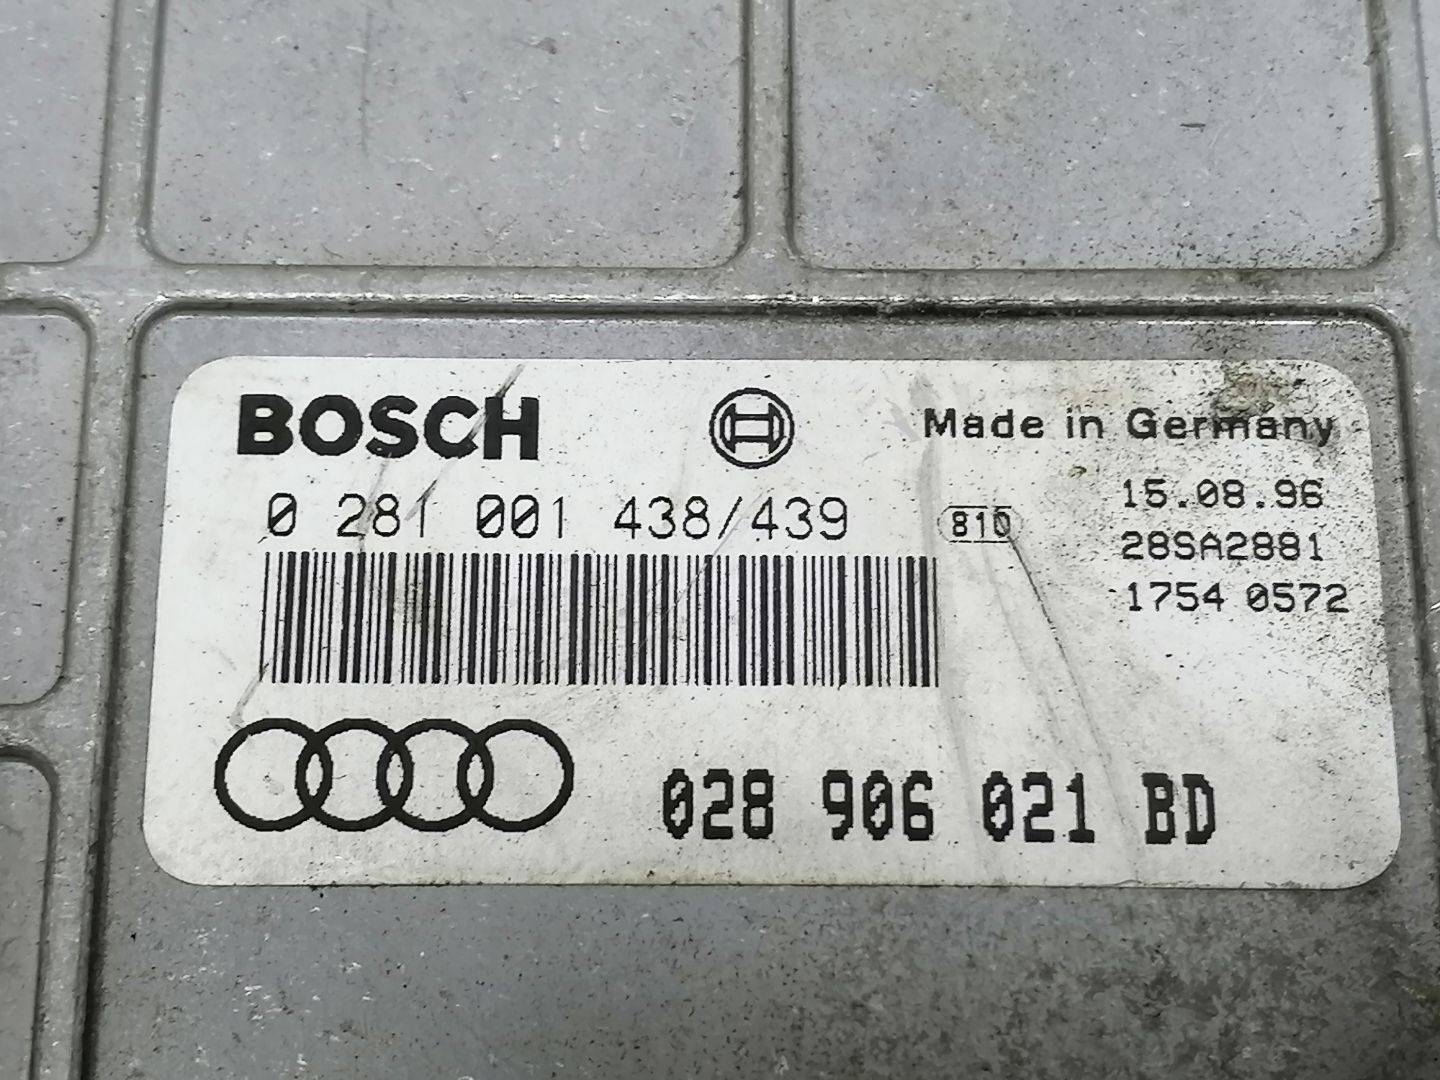 BOSCH
Made in Germany
0 281 001 438/439
810
15.08.96
28SA2881
1754 0572
028 906 021 BD